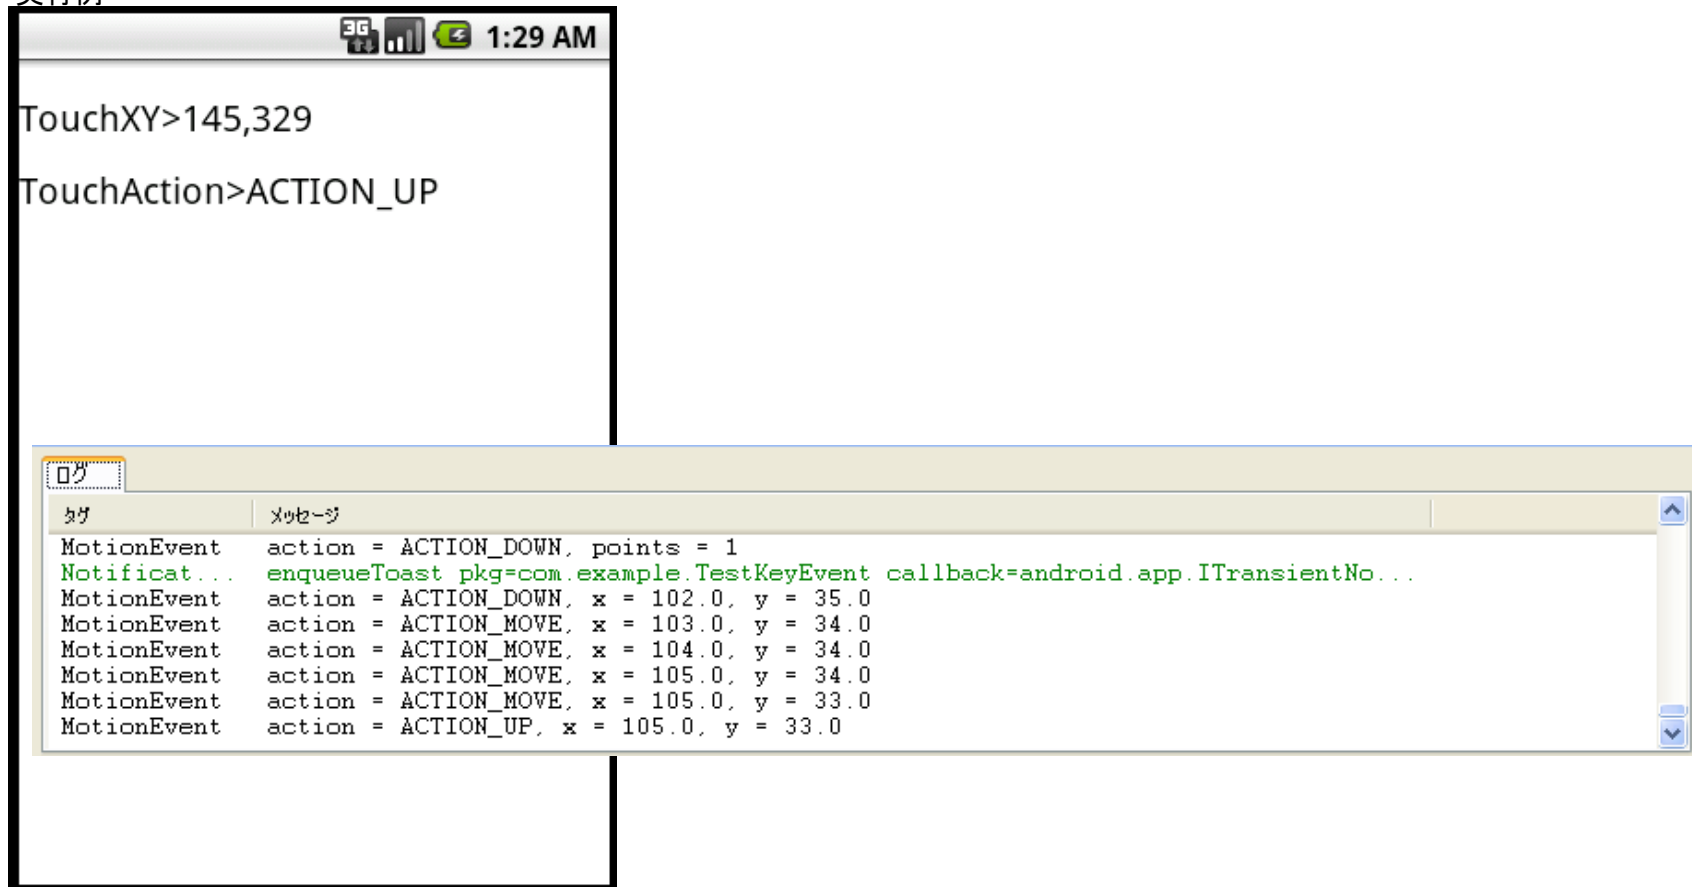 1:29 AM
TouchXY>145,329
TouchAction>ACTION_UP
ログ
タグ メッセージ
MotionEvent action = ACTION_DOWN, points = 1
Notificat... enqueueToast pkg=com.example.TestKeyEvent callback=android.app.ITransientNo...
MotionEvent action = ACTION_DOWN, x = 102.0, y = 35.0
MotionEvent action = ACTION_MOVE, x = 103.0, y = 34.0
MotionEvent action = ACTION_MOVE, x = 104.0, y = 34.0
MotionEvent action = ACTION_MOVE, x = 105.0, y = 34.0
MotionEvent action = ACTION_MOVE, x = 105.0, y = 33.0
MotionEvent action = ACTION_UP, x = 105.0, y = 33.0